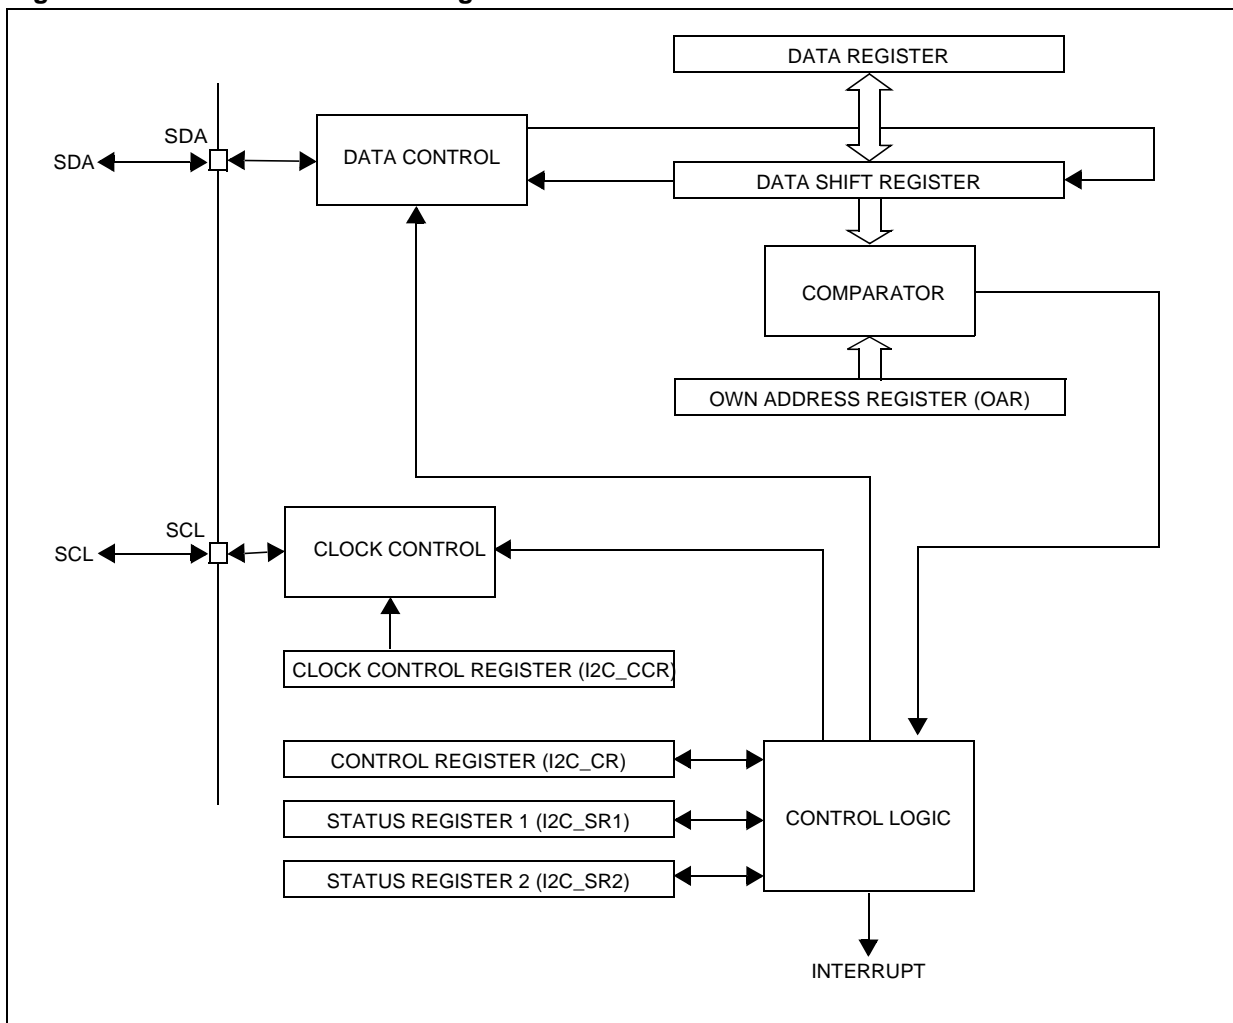 DATA REGISTER
SDA
SDA
DATA CONTROL
DATA SHIFT REGISTER
COMPARATOR
OWN ADDRESS REGISTER (OAR)
SCL
SCL
CLOCK CONTROL
CLOCK CONTROL REGISTER (I2C_CCR)
CONTROL REGISTER (I2C_CR)
STATUS REGISTER 1 (I2C_SR1)
CONTROL LOGIC
STATUS REGISTER 2 (I2C_SR2)
INTERRUPT